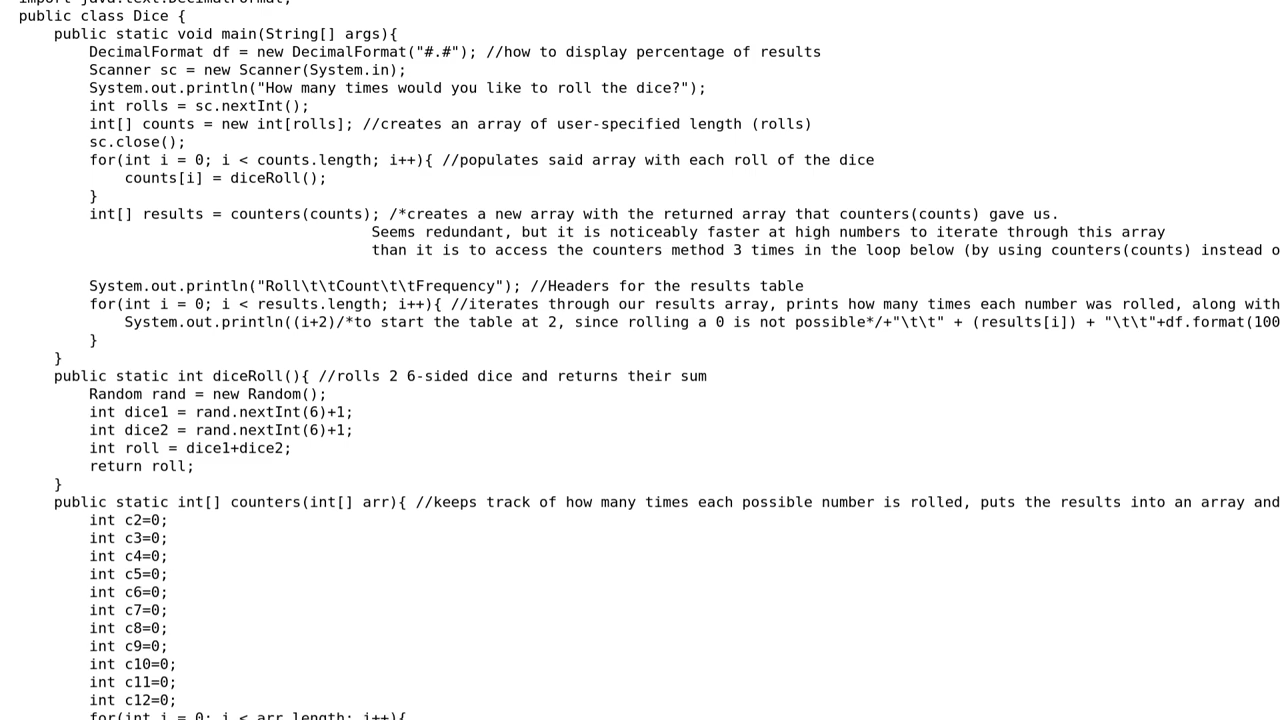 import java.text.DecimalFormat;
public class Dice {
    public static void main(String[] args){
        DecimalFormat df = new DecimalFormat("#.#"); //how to display percentage of results
        Scanner sc = new Scanner(System.in);
        System.out.println("How many times would you like to roll the dice?");
        int rolls = sc.nextInt();
        int[] counts = new int[rolls]; //creates an array of user-specified length (rolls)
        sc.close();
        for(int i = 0; i < counts.length; i++){ //populates said array with each roll of the dice
            counts[i] = diceRoll();
        }
        int[] results = counters(counts); /*creates a new array with the returned array that counters(counts) gave us.
                                        Seems redundant, but it is noticeably faster at high numbers to iterate through this array
                                        than it is to access the counters method 3 times in the loop below (by using counters(counts) instead o
        System.out.println("Roll\t\tCount\t\tFrequency"); //Headers for the results table
        for(int i = 0; i < results.length; i++){ //iterates through our results array, prints how many times each number was rolled, along with
            System.out.println((i+2)/*to start the table at 2, since rolling a 0 is not possible*/+"\t\t" + (results[i]) + "\t\t"+df.format(100
        }
    }
    public static int diceRoll(){ //rolls 2 6-sided dice and returns their sum
        Random rand = new Random();
        int dice1 = rand.nextInt(6)+1;
        int dice2 = rand.nextInt(6)+1;
        int roll = dice1+dice2;
        return roll;
    }
    public static int[] counters(int[] arr){ //keeps track of how many times each possible number is rolled, puts the results into an array and
        int c2=0;
        int c3=0;
        int c4=0;
        int c5=0;
        int c6=0;
        int c7=0;
        int c8=0;
        int c9=0;
        int c10=0;
        int c11=0;
        int c12=0;
        for(int i = 0; i < arr.length; i++){